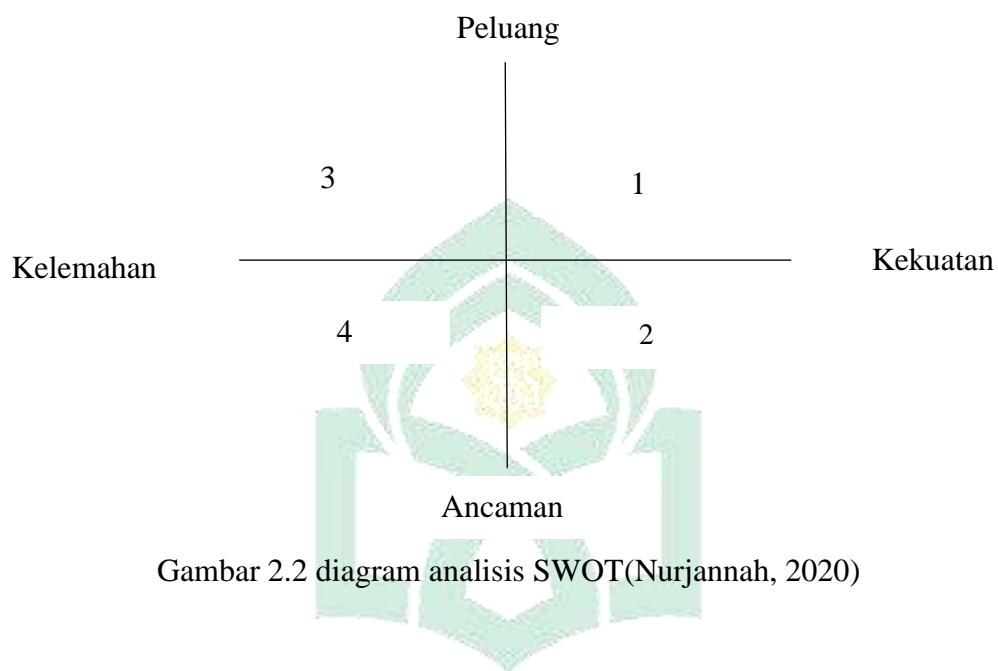 Peluang
3
1
Kelemahan
Kekuatan
4
2
Ancaman
Gambar 2.2 diagram analisis SWOT(Nurjannah, 2020)